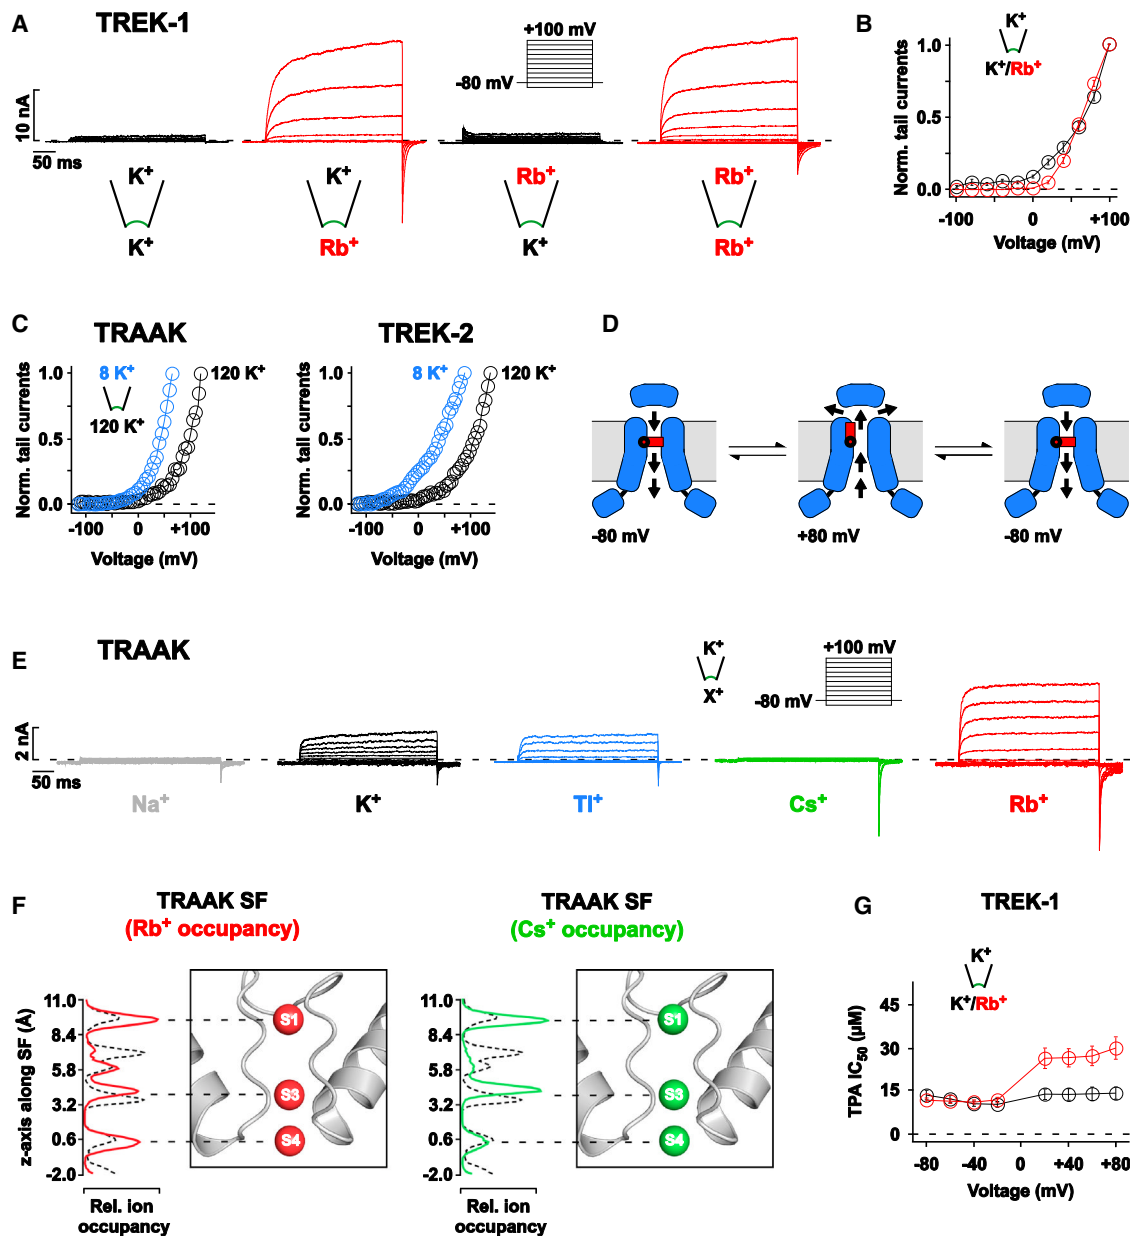 A
TREK-1
10 nA
50 ms
+100 mV
-80 mV
K⁺
K⁺
K⁺
Rb⁺
Rb⁺
K⁺
Rb⁺
Rb⁺
B
K⁺
K⁺/Rb⁺
Norm. tail currents
1.0
0.5
0.0
-100 0 +100
Voltage (mV)
C
TRAAK
8 K⁺
120 K⁺
120 K⁺
Norm. tail currents
1.0
0.5
0.0
-100 0 +100
Voltage (mV)
TREK-2
8 K⁺
120 K⁺
Norm. tail currents
1.0
0.5
0.0
-100 0 +100
Voltage (mV)
D
-80 mV
+80 mV
-80 mV
E
TRAAK
2 nA
50 ms
K⁺
X⁺
+100 mV
-80 mV
Na⁺
K⁺
Tl⁺
Cs⁺
Rb⁺
F
TRAAK SF
(Rb⁺ occupancy)
z-axis along SF (Å)
11.0
8.4
5.8
3.2
0.6
-2.0
Rel. ion
occupancy
S1
S3
S4
TRAAK SF
(Cs⁺ occupancy)
11.0
8.4
5.8
3.2
0.6
-2.0
Rel. ion
occupancy
S1
S3
S4
G
TREK-1
K⁺
K⁺/Rb⁺
TPA IC₅₀ (µM)
45
30
15
0
-80 -40 0 +40 +80
Voltage (mV)